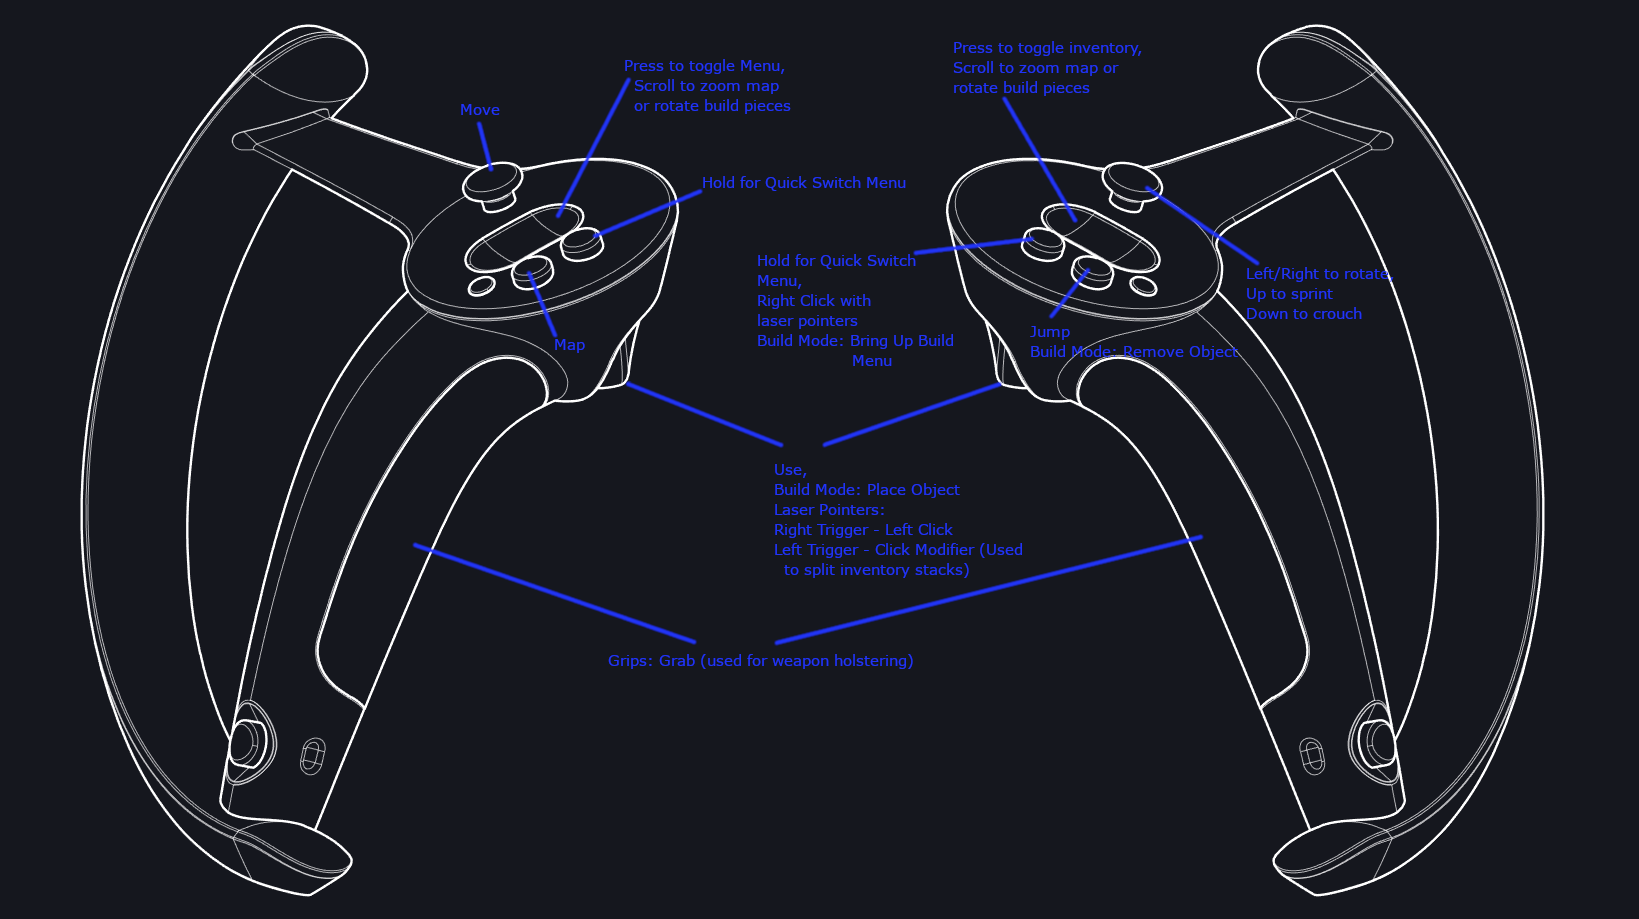 Press to toggle Menu,
Scroll to zoom map
or rotate build pieces
Move
Hold for Quick Switch Menu
Map
Press to toggle inventory,
Scroll to zoom map or
rotate build pieces
Hold for Quick Switch
Menu,
Right Click with
laser pointers
Build Mode: Bring Up Build
Menu
Left/Right to rotate,
Up to sprint
Down to crouch
Jump
Build Mode: Remove Object
Use,
Build Mode: Place Object
Laser Pointers:
Right Trigger - Left Click
Left Trigger - Click Modifier (Used
to split inventory stacks)
Grips: Grab (used for weapon holstering)